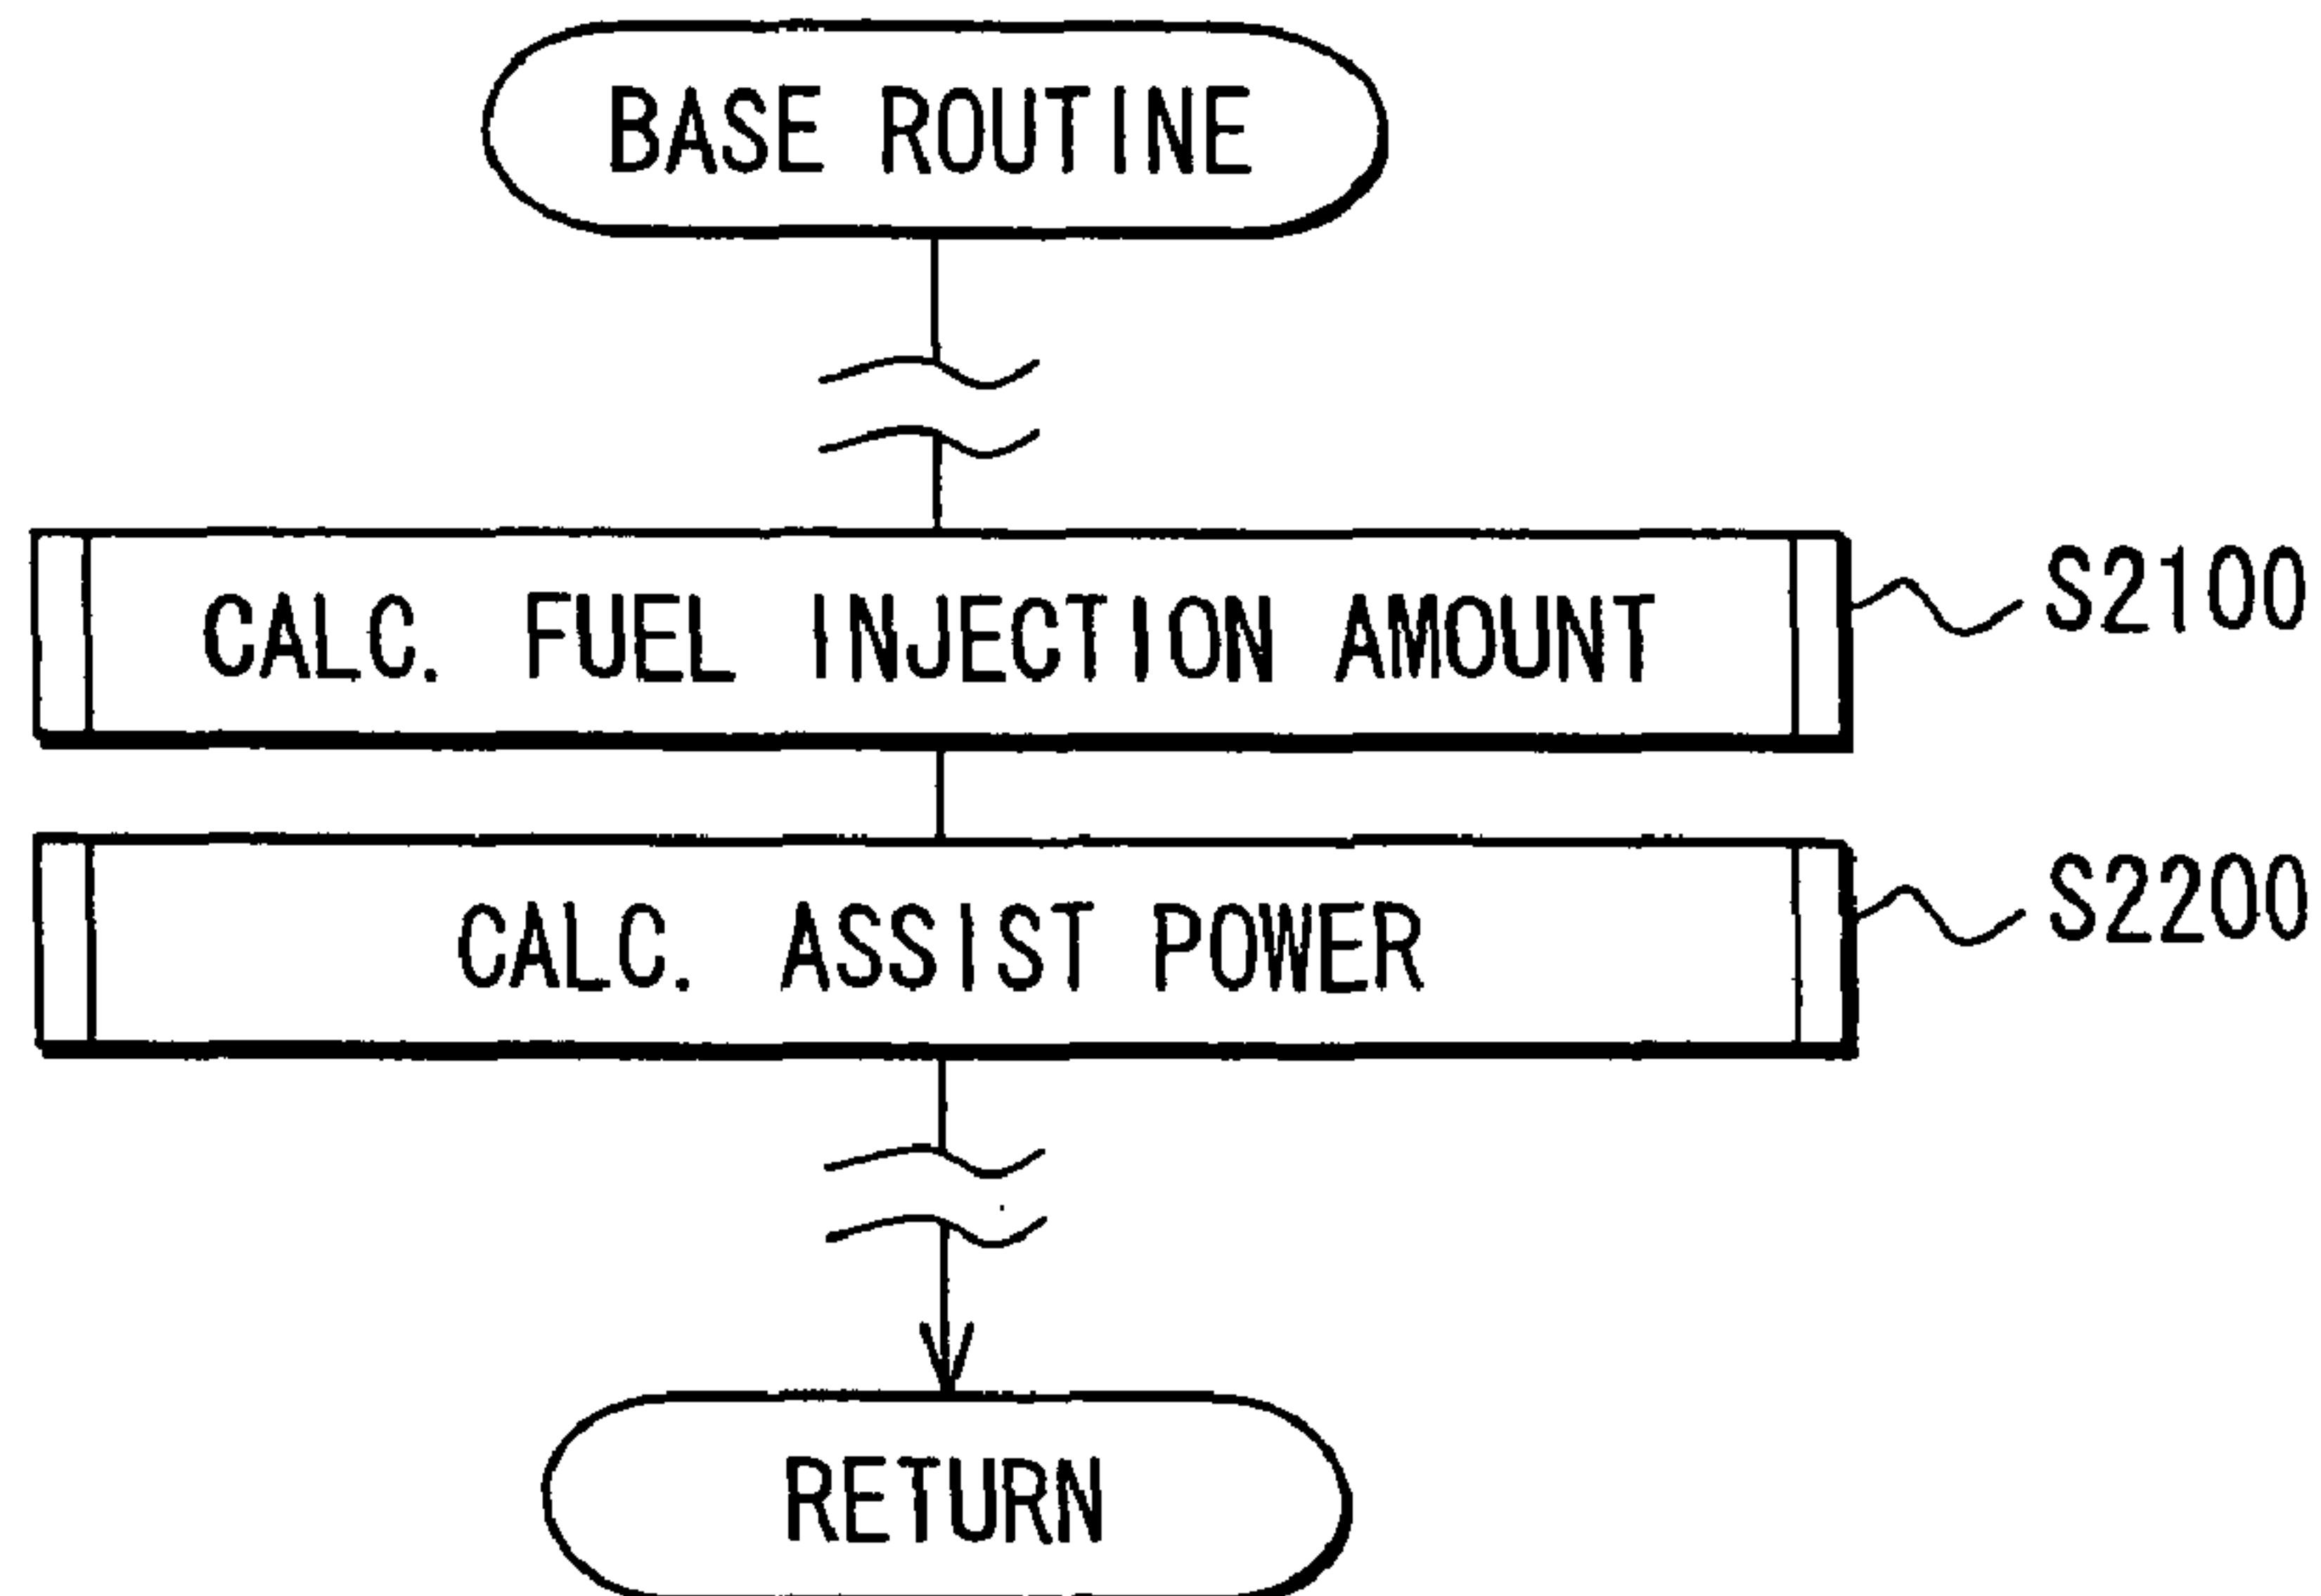 BASE ROUTINE
CALC. FUEL INJECTION AMOUNT
S2100
CALC. ASSIST POWER
S2200
RETURN